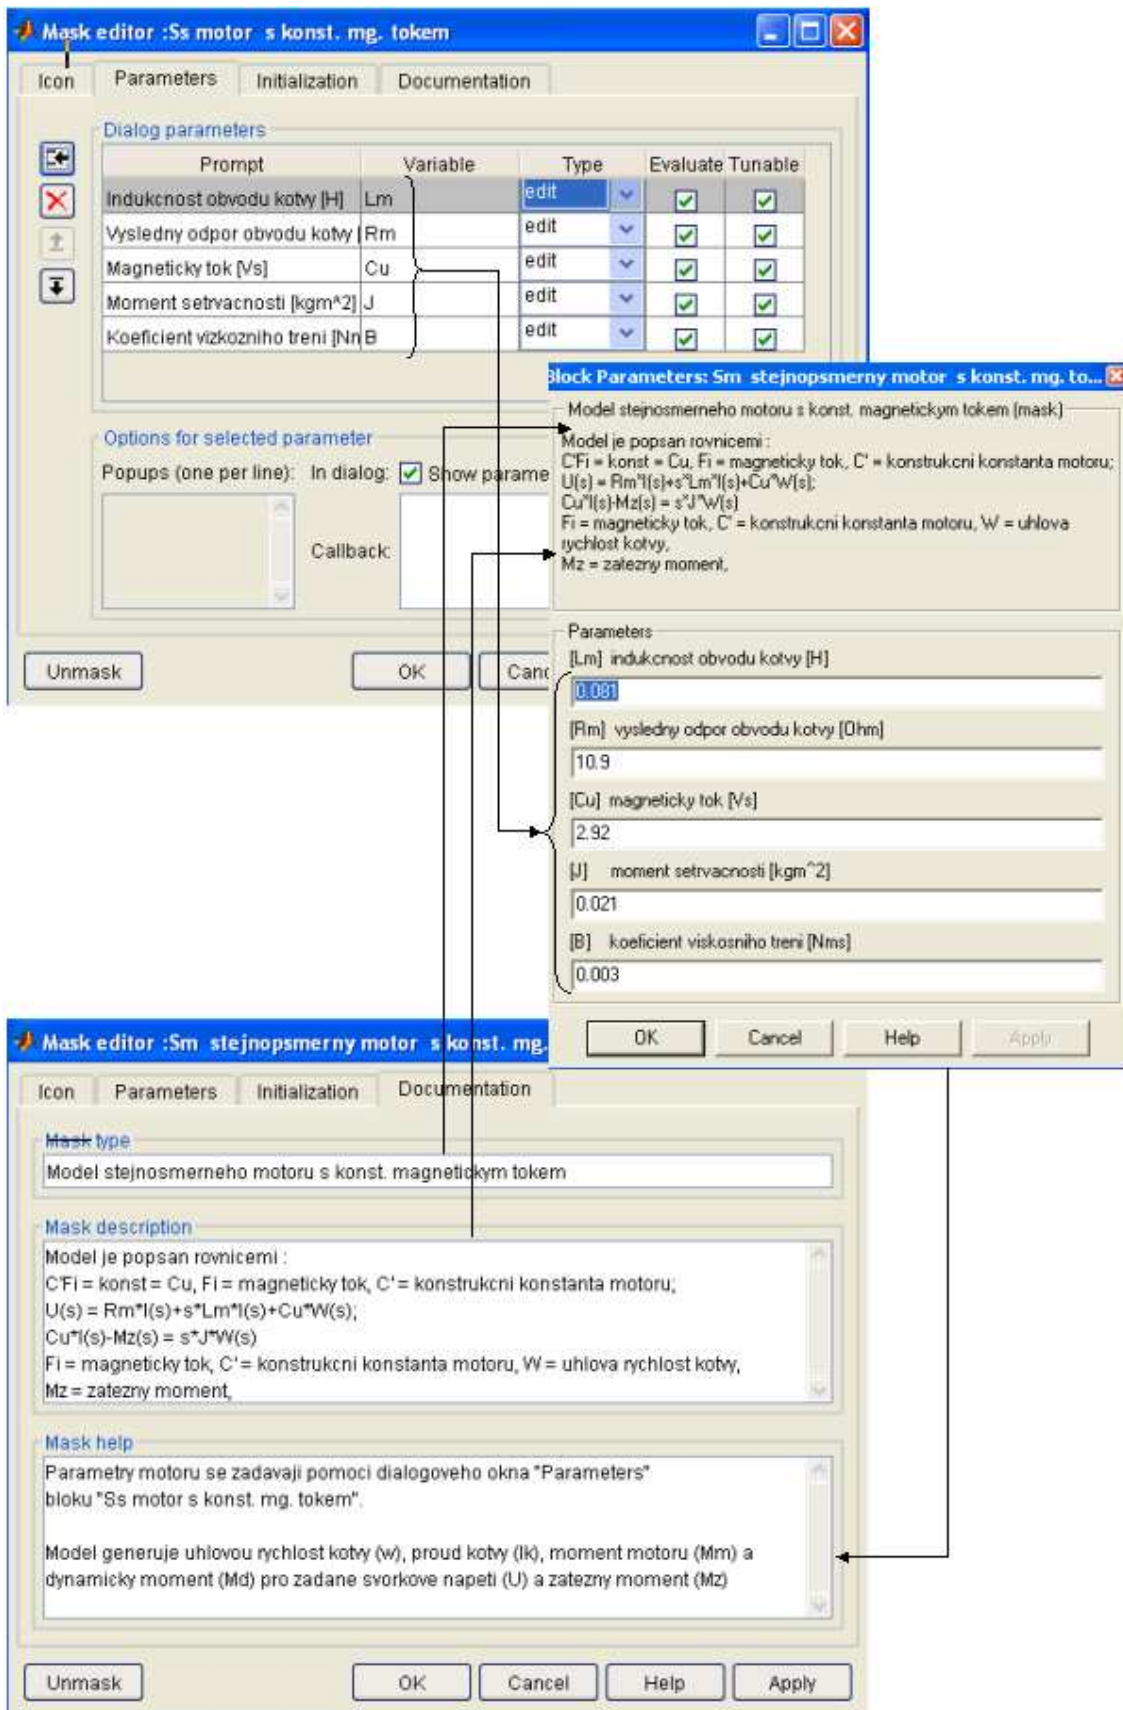 Mask editor :Ss motor s konst. mg. tokem
Icon Parameters Initialization Documentation
Dialog parameters
Prompt Variable Type Evaluate Tunable
Indukcnost obvodu kotvy [H] Lm edit
Vysledny odpor obvodu kotvy [ Rm edit
Magneticky tok [Vs] Cu edit
Moment setrvacnosti [kgm^2] J edit
Koeficient vizkozniho treni [Nm B edit
Options for selected parameter
Popups (one per line): In dialog: Show parame
Callback:
Unmask OK Canc
Block Parameters: Sm stejnopsmerny motor s konst. mg. to...
Model stejnosmerneho motoru s konst. magnetickym tokem (mask)
Model je popsan rovnicemi :
C'Fi = konst = Cu, Fi = magneticky tok, C' = konstrukcni konstanta motoru;
U(s) = Rm*I(s)+s*Lm*I(s)+Cu*W(s);
Cu*I(s)-Mz(s) = s*J*W(s)
Fi = magneticky tok, C' = konstrukcni konstanta motoru, W = uhlova
rychlost kotvy,
Mz = zatezny moment,
Parameters
[Lm] indukcnost obvodu kotvy [H]
0.081
[Rm] vysledny odpor obvodu kotvy [Ohm]
10.9
[Cu] magneticky tok [Vs]
2.92
[J] moment setrvacnosti [kgm^2]
0.021
[B] koeficient viskosniho treni [Nms]
0.003
OK Cancel Help Apply
Mask editor :Sm stejnopsmerny motor s konst. mg.
Icon Parameters Initialization Documentation
Mask type
Model stejnosmerneho motoru s konst. magnetickym tokem
Mask description
Model je popsan rovnicemi :
C'Fi = konst = Cu, Fi = magneticky tok, C' = konstrukcni konstanta motoru;
U(s) = Rm*I(s)+s*Lm*I(s)+Cu*W(s);
Cu*I(s)-Mz(s) = s*J*W(s)
Fi = magneticky tok, C' = konstrukcni konstanta motoru, W = uhlova rychlost kotvy,
Mz = zatezny moment,
Mask help
Parametry motoru se zadavaji pomoci dialogoveho okna "Parameters"
bloku "Ss motor s konst. mg. tokem".
Model generuje uhlovou rychlost kotvy (w), proud kotvy (Ik), moment motoru (Mm) a
dynamicky moment (Md) pro zadane svorkove napeti (U) a zatezny moment (Mz)
Unmask OK Cancel Help Apply